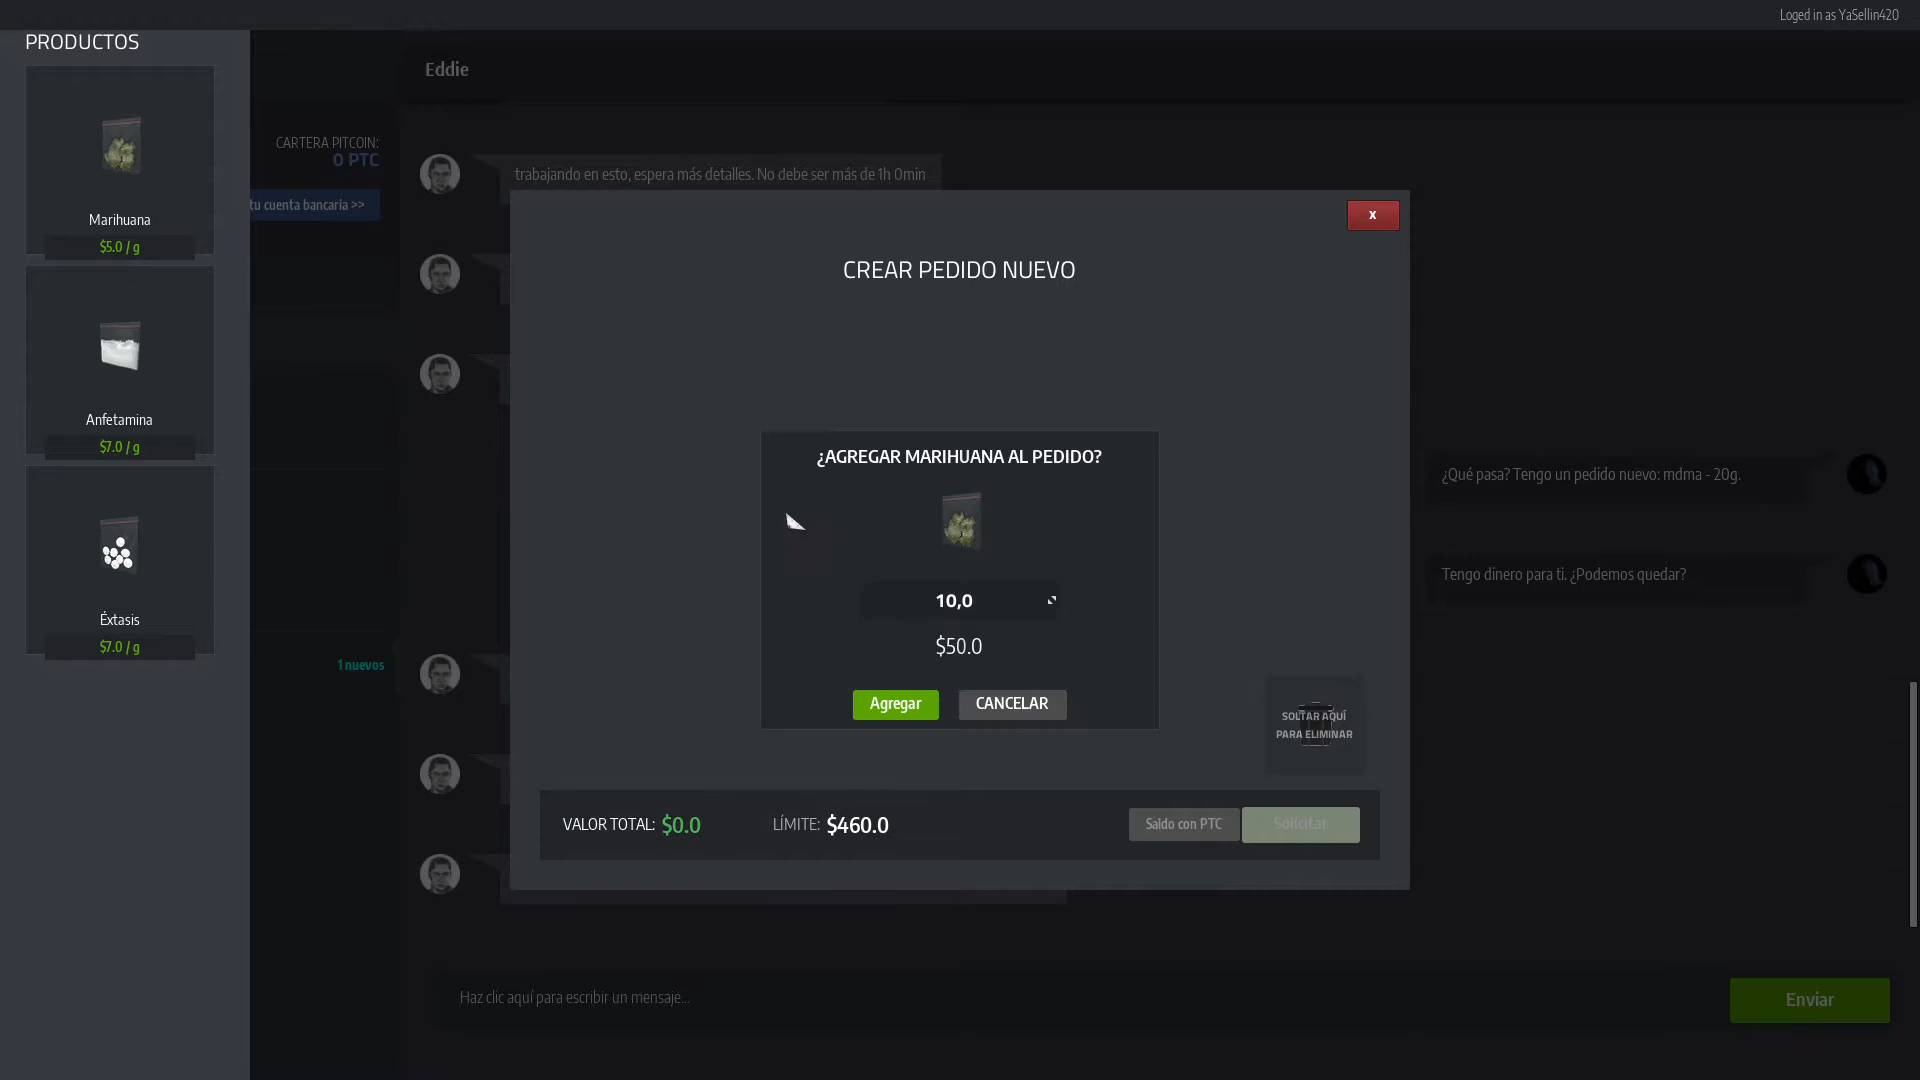 Loged in as YaSellin420
PRODUCTOS
Marihuana
$5.0 / g
Anfetamina
$7.0 / g
Éxtasis
$7.0 / g
CARTERA PITCOIN:
0 PTC
tu cuenta bancaria >>
1 nuevos
Eddie
trabajando en esto, espera más detalles. No debe ser más de 1h 0min
¿Qué pasa? Tengo un pedido nuevo: mdma - 20g.
Tengo dinero para ti. ¿Podemos quedar?
x
CREAR PEDIDO NUEVO
¿AGREGAR MARIHUANA AL PEDIDO?
10,0
$50.0
Agregar
CANCELAR
SOLTAR AQUÍ
PARA ELIMINAR
VALOR TOTAL: $0.0
LÍMITE: $460.0
Saldo con PTC
Solicitar
Haz clic aquí para escribir un mensaje...
Enviar